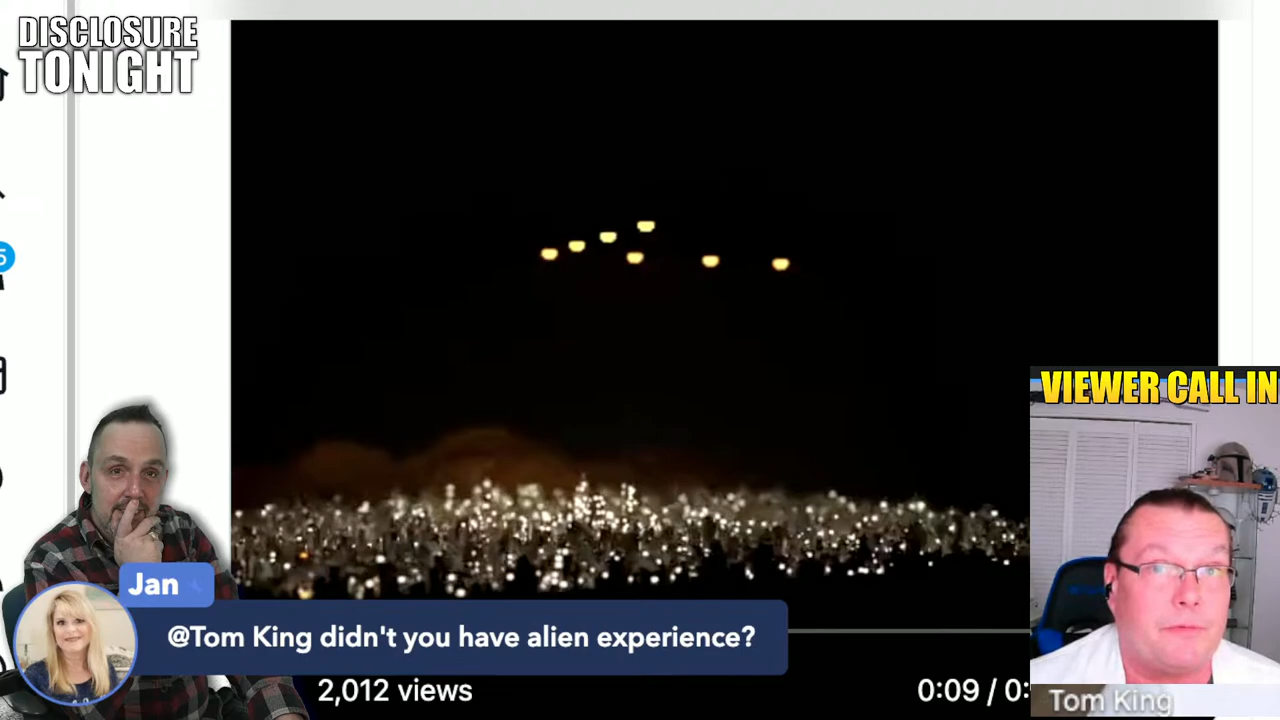 DISCLOSURE
TONIGHT
5
VIEWER CALL IN
Jan
@Tom King didn't you have alien experience?
2,012 views
0:09 / 0:
Tom King